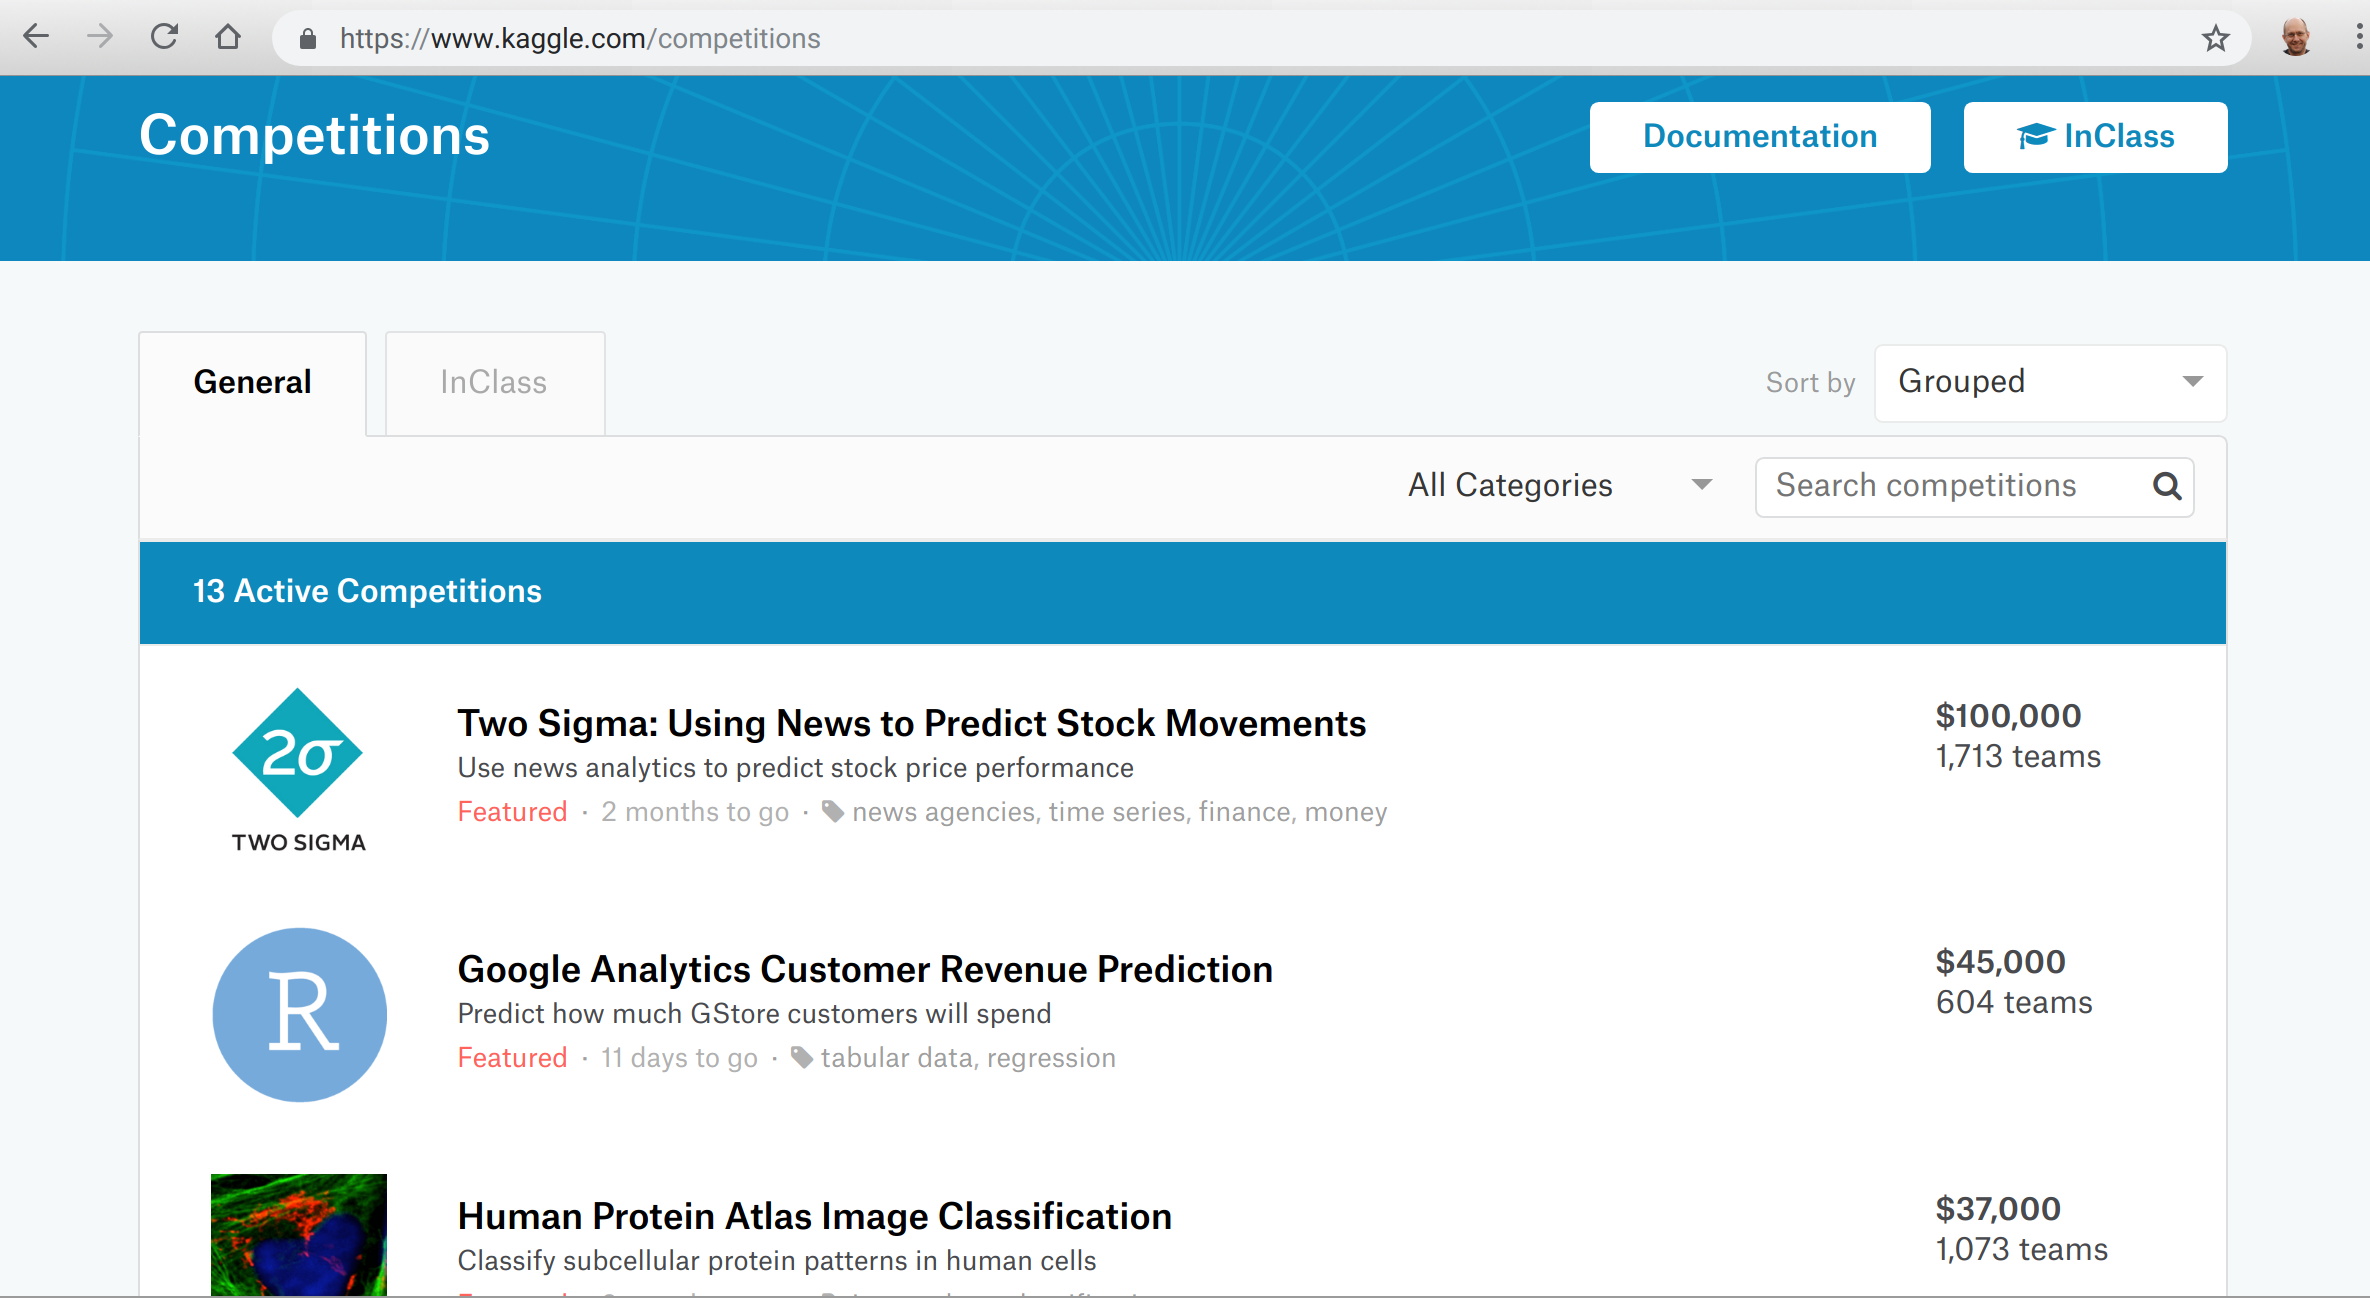 https://www.kaggle.com/competitions
Competitions
Documentation
InClass
General
InClass
Sort by
Grouped
All Categories
Search competitions
13 Active Competitions
2σ
TWO SIGMA
Two Sigma: Using News to Predict Stock Movements
Use news analytics to predict stock price performance
Featured · 2 months to go · news agencies, time series, finance, money
$100,000
1,713 teams
R
Google Analytics Customer Revenue Prediction
Predict how much GStore customers will spend
Featured · 11 days to go · tabular data, regression
$45,000
604 teams
Human Protein Atlas Image Classification
Classify subcellular protein patterns in human cells
$37,000
1,073 teams